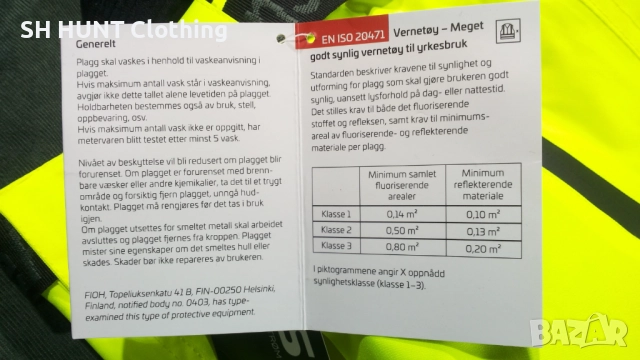 SH HUNT CLOTHING
Generelt
Plagg skal vaskes i henhold til vaskeanvisning i
plagget.
Hvis maksimum antall vask står i vaskeanvisning,
avgjør ikke dette tallet alene levetiden på plagget.
Holdbarheten bestemmes også av bruk, stell,
oppbevaring, osv.
Hvis maksimum antall vask ikke er oppgitt, har
metervaren blitt testet etter minst 5 vask.
Nivået av beskyttelse vil bli redusert om plagget blir
forurenset. Om plagget er forurenset med brenn-
bare væsker eller andre kjemikalier, ta det til et trygt
område og forsiktig fjern plagget, unngå hud-
kontakt. Plagget må rengjøres før det tas i bruk
igjen.
Om plagget utsettes for smeltet metall skal arbeidet
avsluttes og plagget fjernes fra kroppen. Plagget
mister sine egenskaper om det smeltes hull eller
skades. Skader bør ikke repareres av brukeren.
FIOH, Topeliuksenkatu 41 B, FIN-00250 Helsinki,
Finland, notified body no. 0403, has type-
examined this type of protective equipment.
EN ISO 20471 Vernetøy – Meget
godt synlig vernetøy til yrkesbruk
Standarden beskriver kravene til synlighet og
utforming for plagg som skal gjøre brukeren godt
synlig, uansett lysforhold på dag- eller nattestid.
Det stilles krav til både det fluoriserende
stoffet og refleksen, samt krav til minimums-
areal av fluoriserende- og reflekterende
materiale per plagg.
Minimum samlet fluoriserende arealer Minimum reflekterende materiale
Klasse 1 0,14 m² 0,10 m²
Klasse 2 0,50 m² 0,13 m²
Klasse 3 0,80 m² 0,20 m²
I piktogrammene angir X oppnådd
synlighetsklasse (klasse 1–3).
bazar.bg